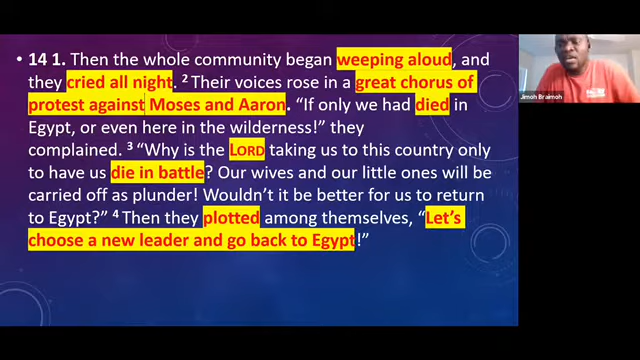 • 14 1. Then the whole community began weeping aloud, and
they cried all night. 2 Their voices rose in a great chorus of
protest against Moses and Aaron. “If only we had died in
Egypt, or even here in the wilderness!” they
complained. 3 “Why is the LORD taking us to this country only
to have us die in battle? Our wives and our little ones will be
carried off as plunder! Wouldn’t it be better for us to return
to Egypt?” 4 Then they plotted among themselves, “Let’s
choose a new leader and go back to Egypt!”
Jimoh Braimoh